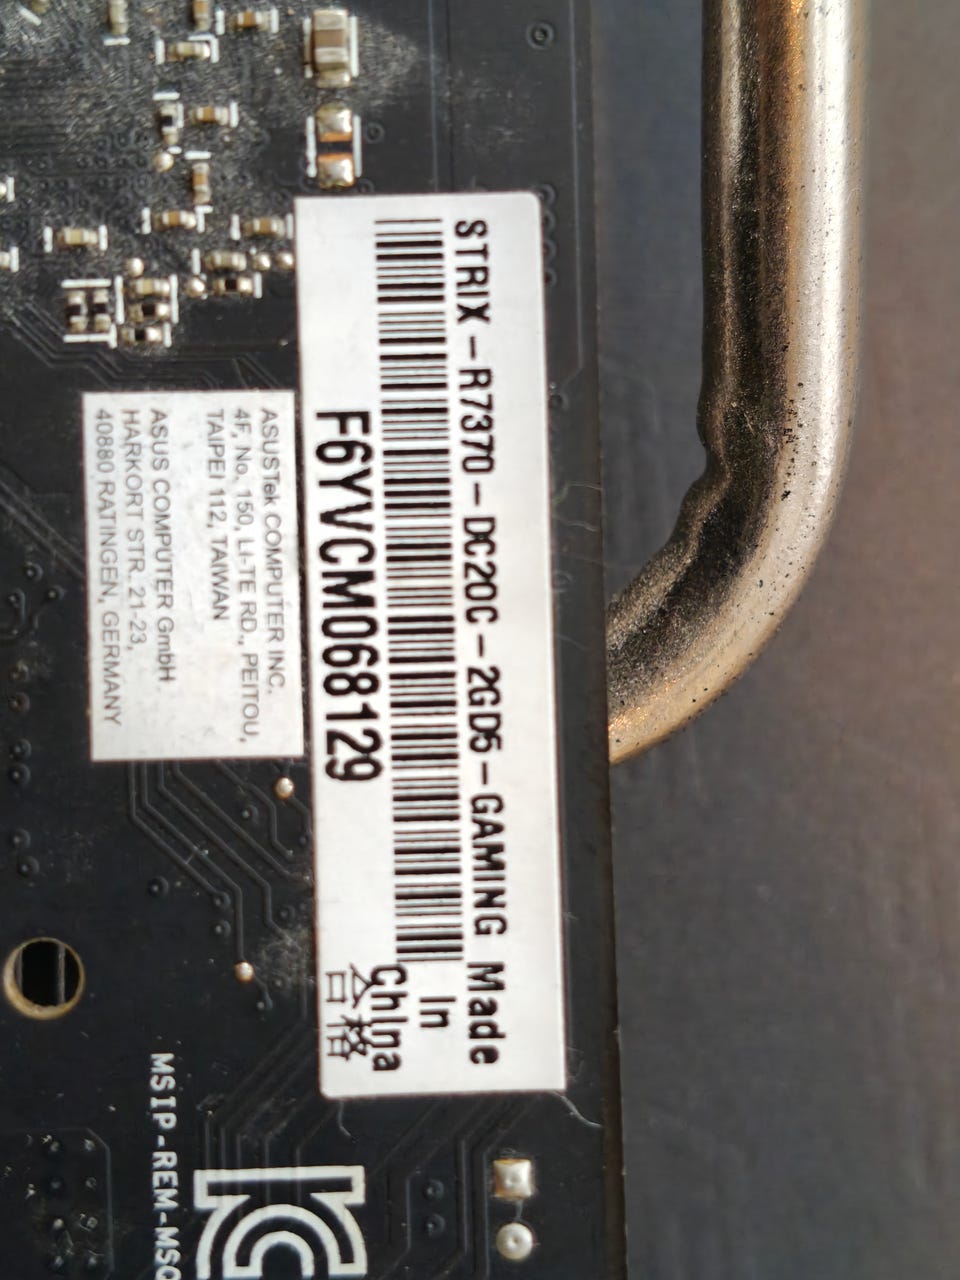 STRIX-R7370-DC2OC-2GD5-GAMING Made
In
China
F6YVCM068129
合格
ASUSTek COMPUTER INC.
4F, No. 150, LI-TE RD., PEITOU,
TAIPEI 112, TAIWAN
ASUS COMPUTER GmbH
HARKORT STR. 21-23,
40880 RATINGEN, GERMANY
MSIP-REM-MSQ